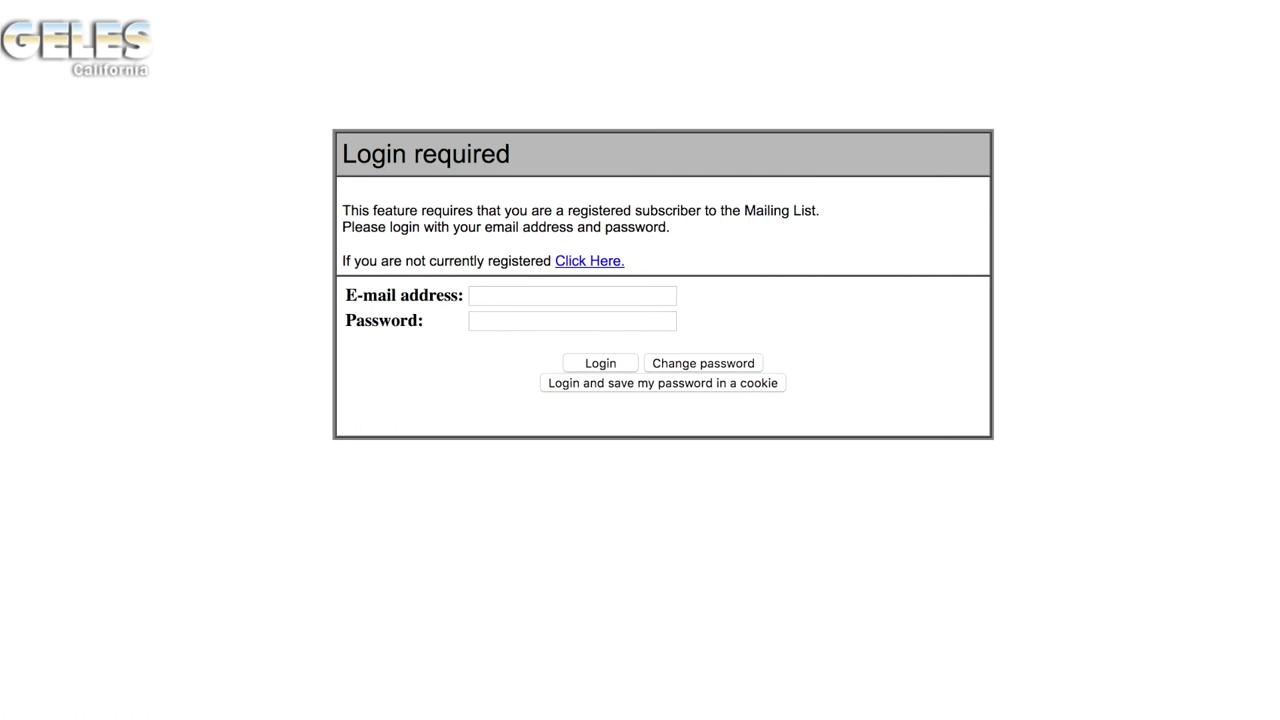 GELES
California
Login required
This feature requires that you are a registered subscriber to the Mailing List.
Please login with your email address and password.
If you are not currently registered Click Here.
E-mail address:
Password:
Login Change password
Login and save my password in a cookie